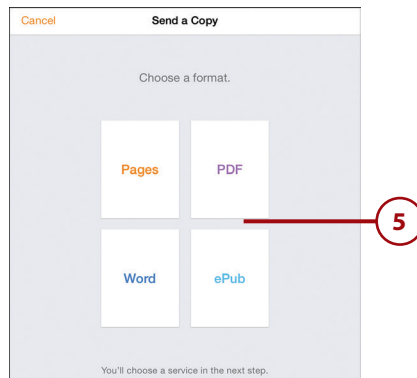 Cancel Send a Copy
Choose a format.
Pages PDF
5
Word ePub
You'll choose a service in the next step.